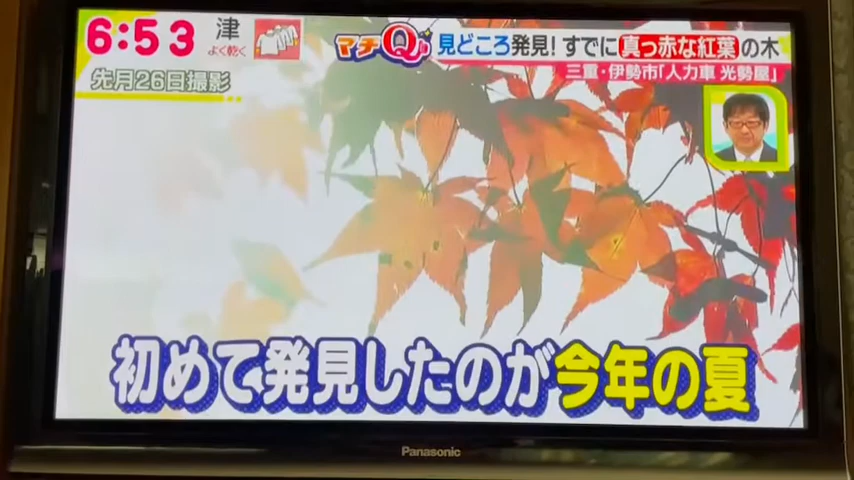 6:53
津
よく乾く
マチQ
見どころ発見!すでに真っ赤な紅葉の木
三重・伊勢市「人力車 光勢屋」
先月26日撮影
初めて発見したのが今年の夏
Panasonic